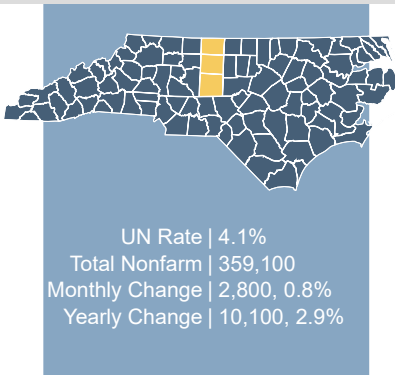 UN Rate | 4.1%
Total Nonfarm | 359,100
Monthly Change | 2,800, 0.8%
Yearly Change | 10,100, 2.9%